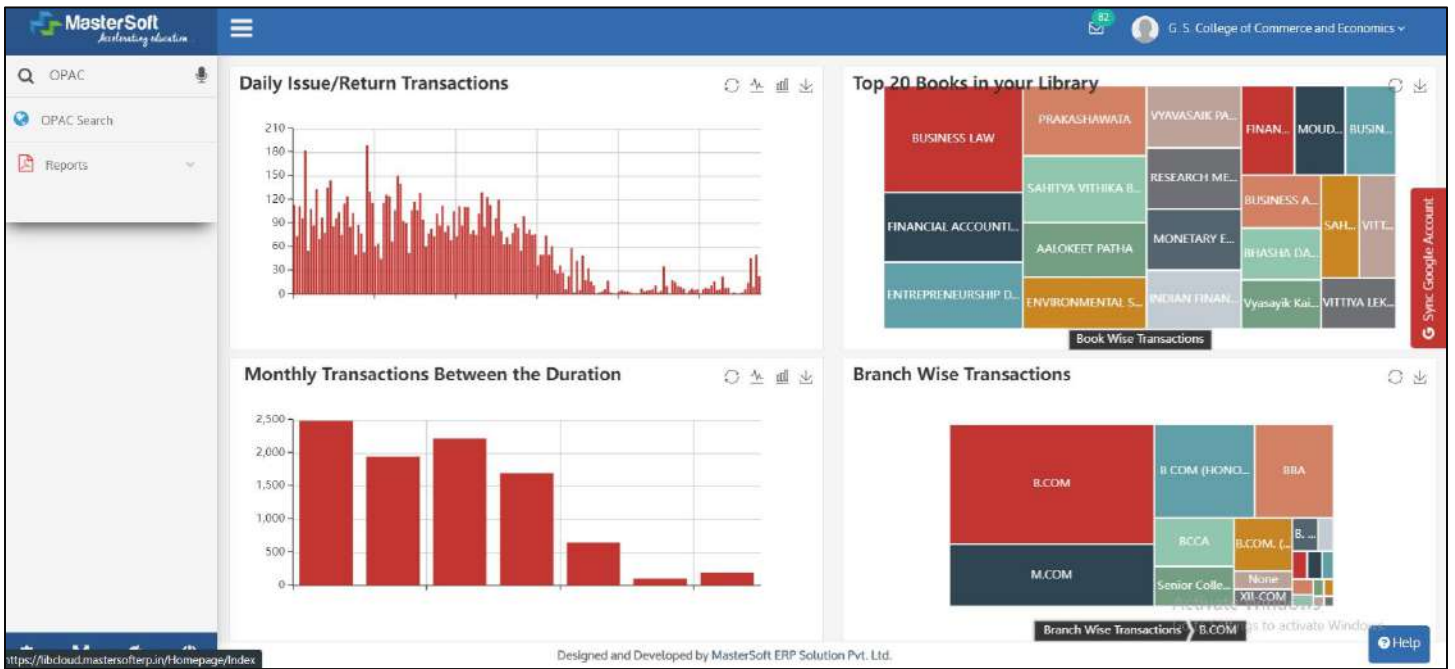 MasterSoft
Accelerating education
82
G. S. College of Commerce and Economics
OPAC
OPAC Search
Reports
Daily Issue/Return Transactions
210
180
150
120
90
60
30
0
Top 20 Books in your Library
BUSINESS LAW
FINANCIAL ACCOUNTI...
ENTREPRENEURSHIP D...
PRAKASHAWATA
SAHITYA VITHIKA B...
AALOKEET PATHA
ENVIRONMENTAL S...
VYAVASAIK PA...
RESEARCH ME...
MONETARY E...
INDIAN FINAN...
FINAN...
MOUD...
BUSIN...
BUSINESS A...
BHASHA DA...
SAH...
VITT...
Vyasayik Kai...
VITTIYA LEK...
Book Wise Transactions
Sync Google Account
Monthly Transactions Between the Duration
2,500
2,000
1,500
1,000
500
0
Branch Wise Transactions
B.COM
M.COM
B COM (HONO...
BBA
BCCA
B.COM. (...
B. ...
Senior Colle...
None
XII-COM
Activate Windows
to activate Windows
Branch Wise Transactions
B.COM
Help
https://libcloud.mastersofterp.in/Homepage/Index
Designed and Developed by MasterSoft ERP Solution Pvt. Ltd.